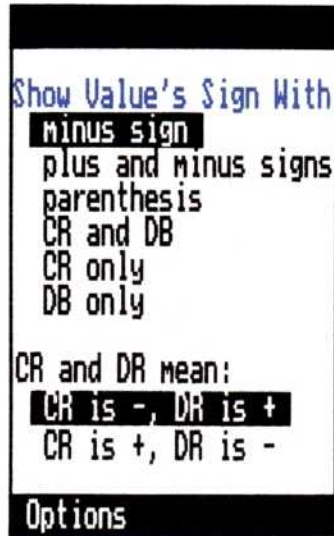 Show Value's Sign With
minus sign
plus and minus signs
parenthesis
CR and DB
CR only
DB only
CR and DR mean:
CR is -, DR is +
CR is +, DR is -
Options